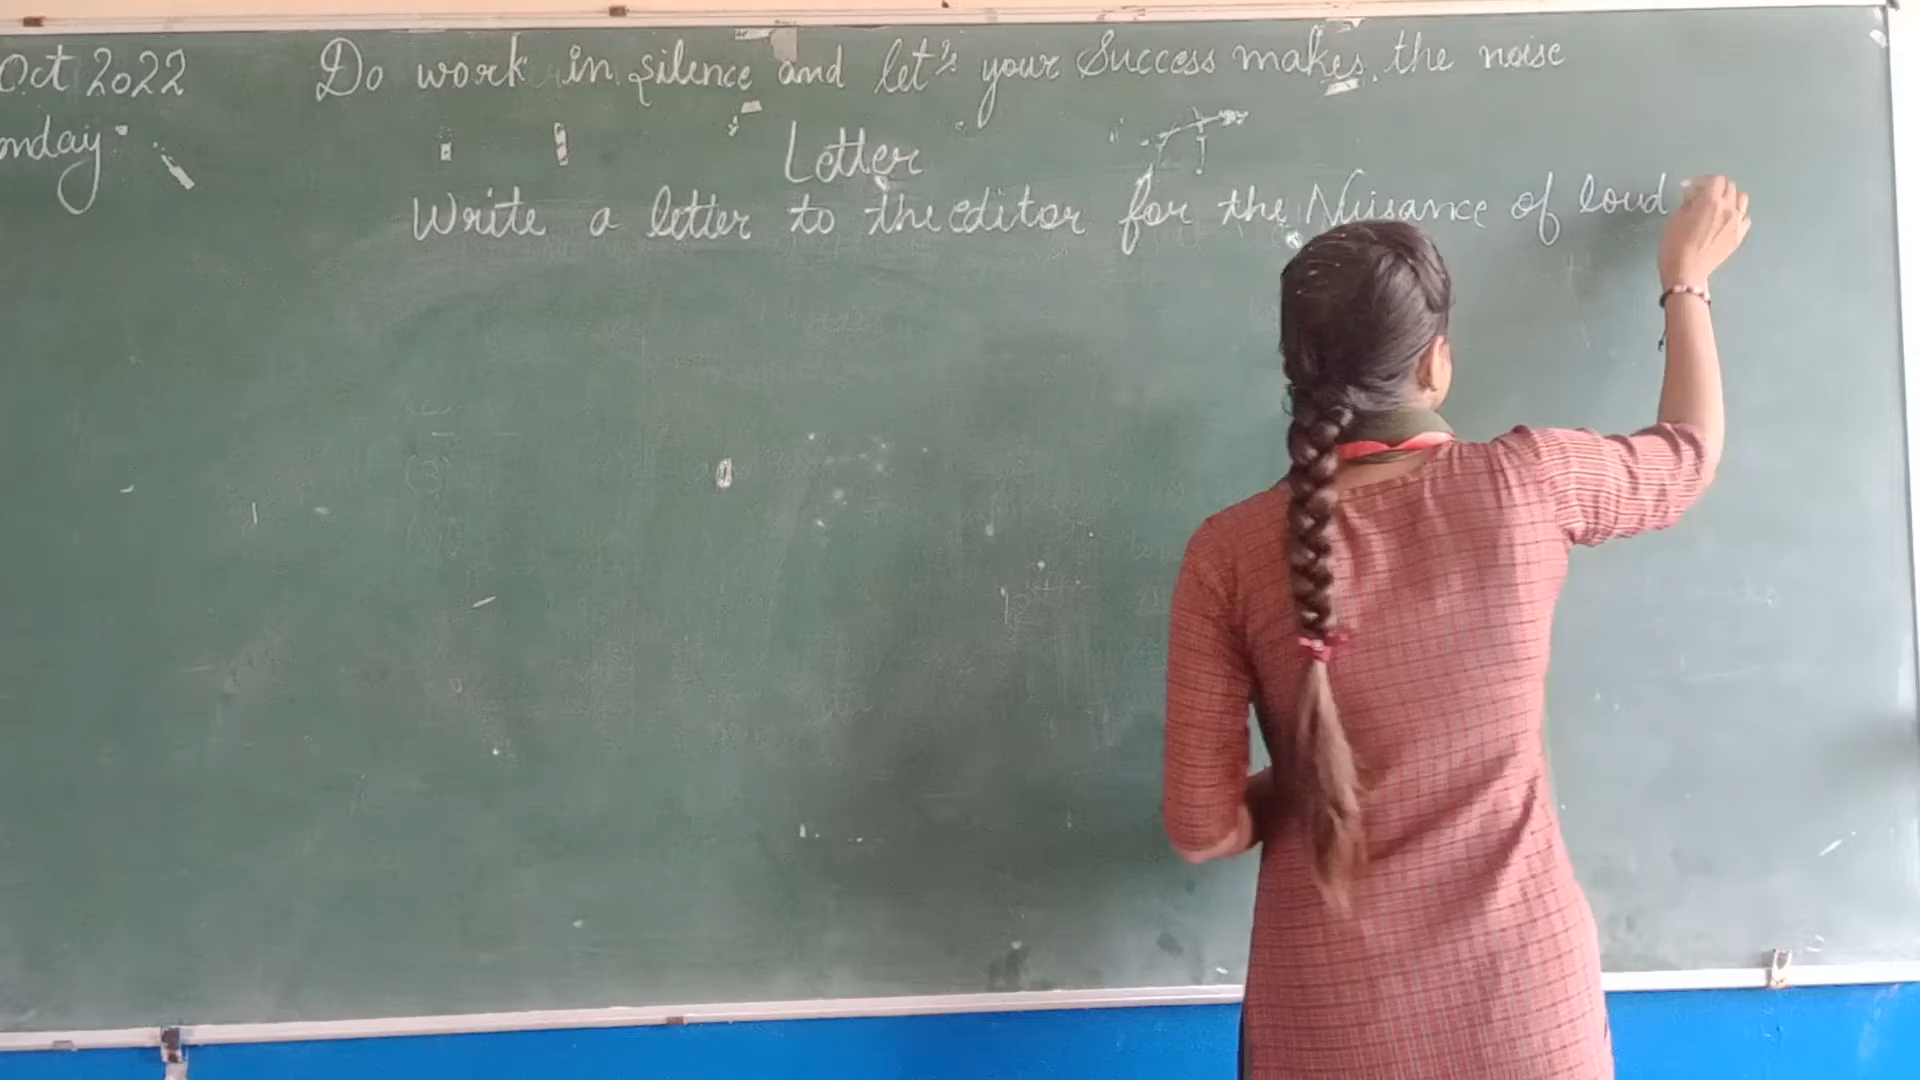 Oct 2022 Do work in silence and let's your Success makes the noise
onday
Letter
Write a letter to the editor for the Nuisance of loud